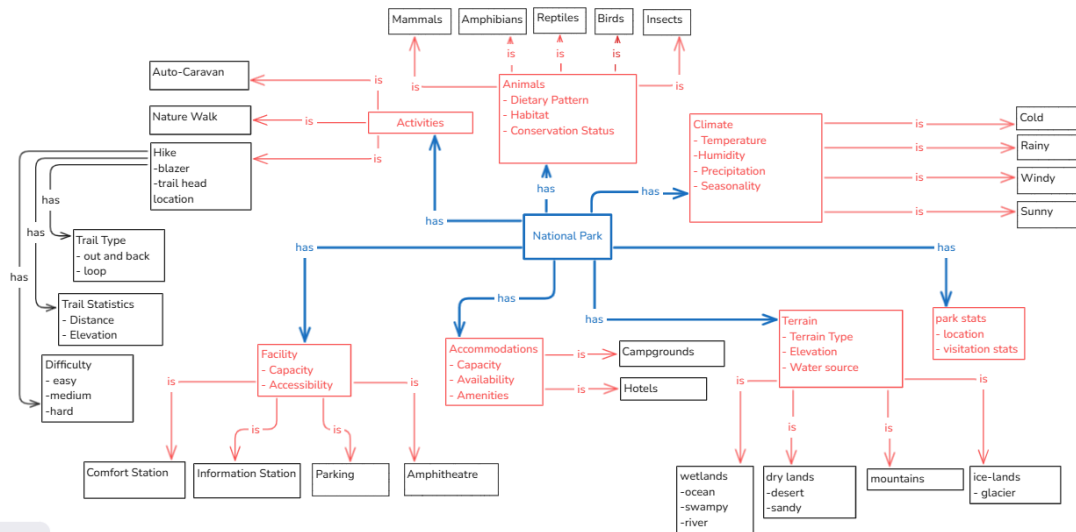 Mammals
Amphibians
Reptiles
Birds
Insects
is
is
is
is
is
Auto-Caravan
is
Animals
- Dietary Pattern
- Habitat
- Conservation Status
Nature Walk
is
Activities
Climate
- Temperature
-Humidity
- Precipitation
- Seasonality
is
Cold
is
Rainy
is
Windy
is
Sunny
Hike
-blazer
-trail head
location
is
has
has
has
has
has
has
National Park
Trail Type
- out and back
- loop
has
has
has
has
Trail Statistics
- Distance
- Elevation
Difficulty
- easy
-medium
-hard
Facility
- Capacity
- Accessibility
Accommodations
- Capacity
- Availability
- Amenities
is
Campgrounds
is
Hotels
Terrain
- Terrain Type
- Elevation
- Water source
park stats
- location
- visitation stats
is
is
is
is
is
is
is
is
Comfort Station
Information Station
Parking
Amphitheatre
wetlands
-ocean
-swampy
-river
dry lands
-desert
-sandy
mountains
ice-lands
- glacier